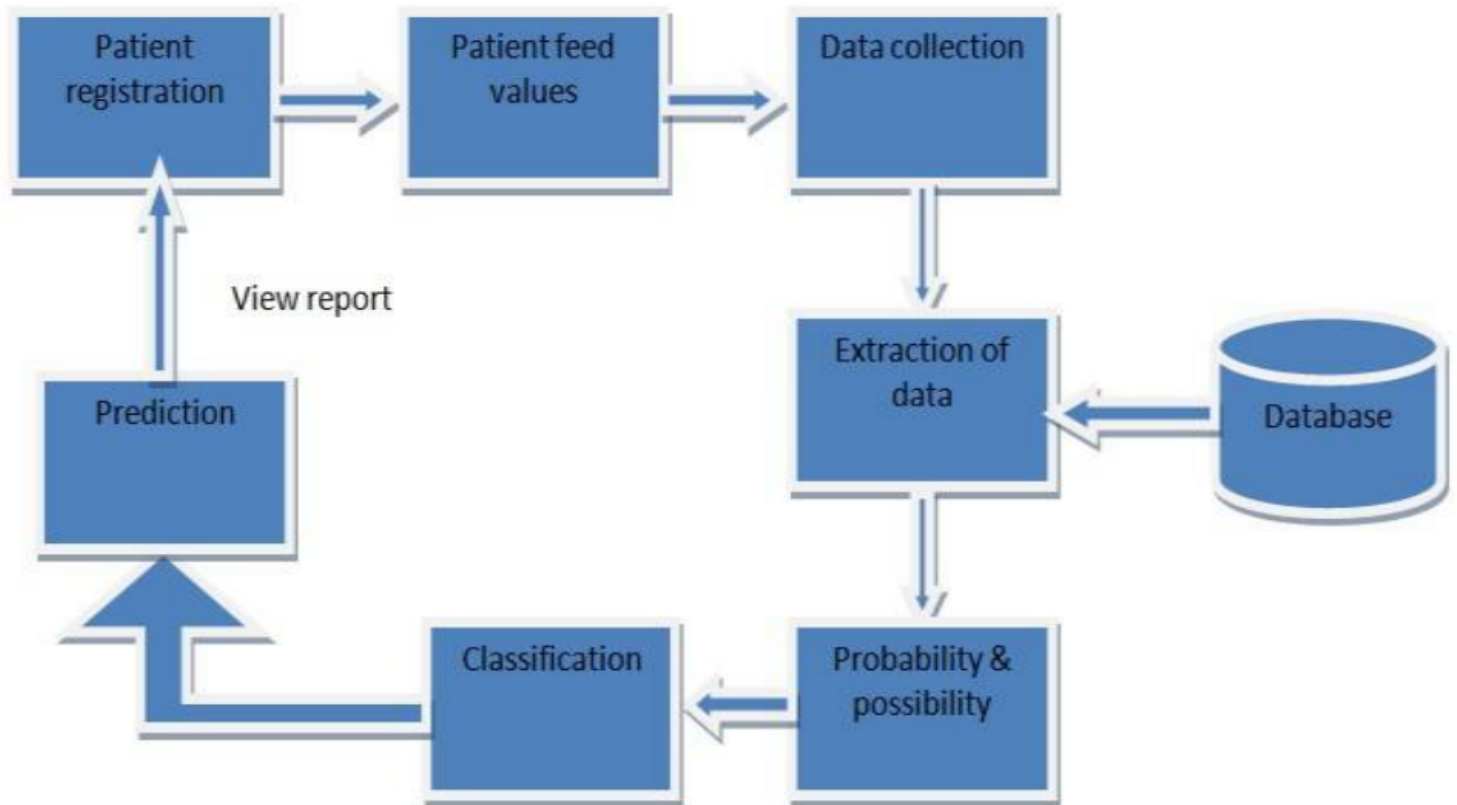 Patient
registration
Patient feed
values
Data collection
View report
Extraction of
data
Database
Prediction
Classification
Probability &
possibility